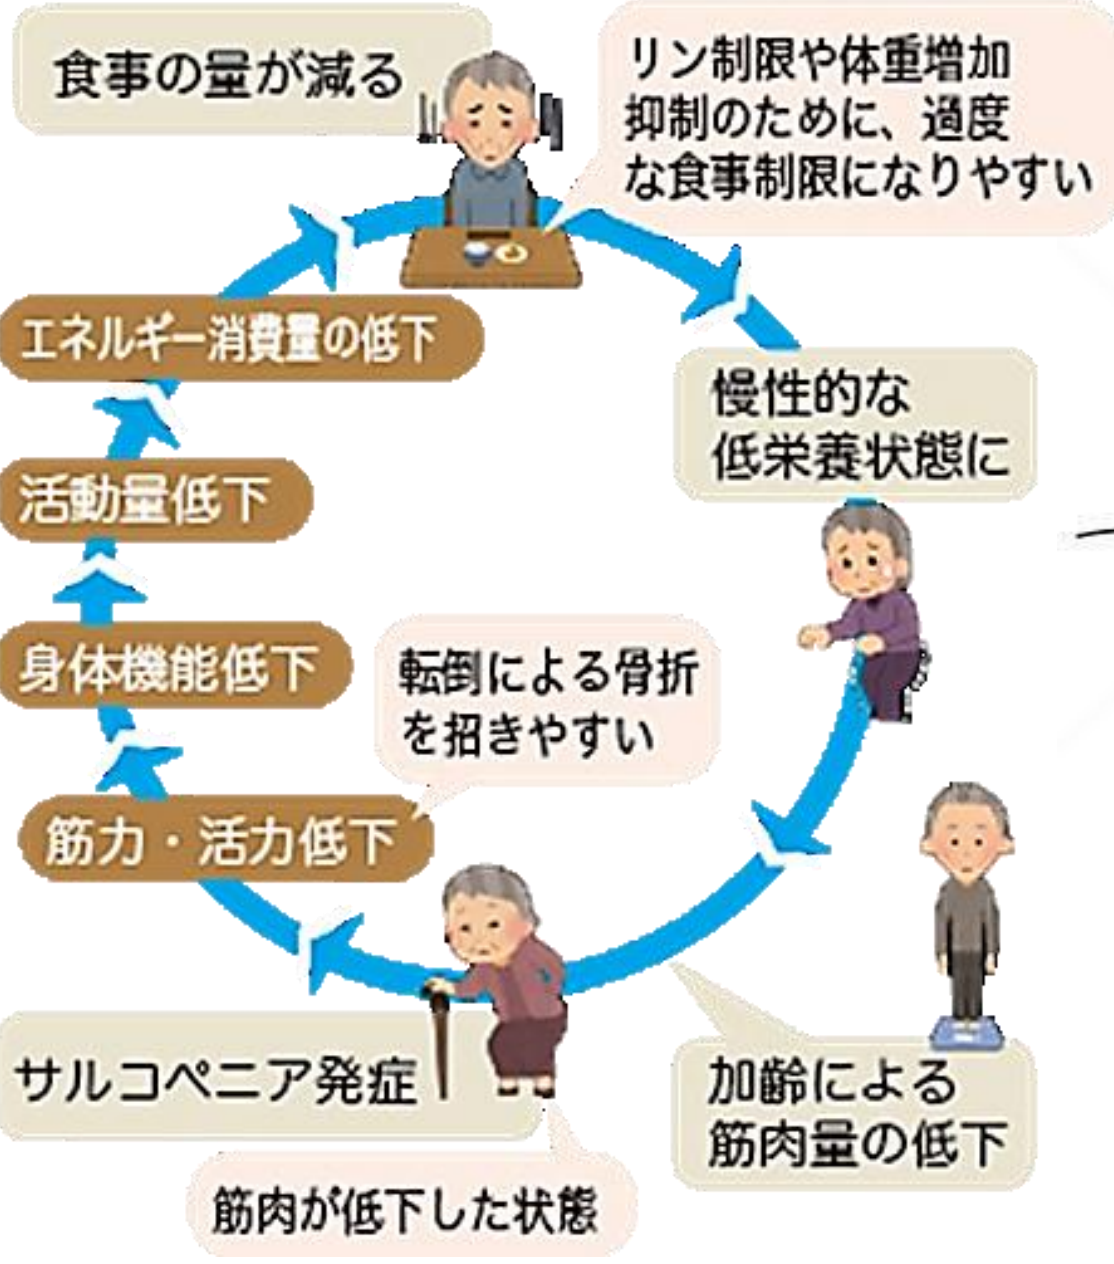 食事の量が減る
リン制限や体重増加
抑制のために、過度
な食事制限になりやすい
慢性的な
低栄養状態に
加齢による
筋肉量の低下
サルコペニア発症
筋肉が低下した状態
筋力・活力低下
転倒による骨折
を招きやすい
身体機能低下
活動量低下
エネルギー消費量の低下